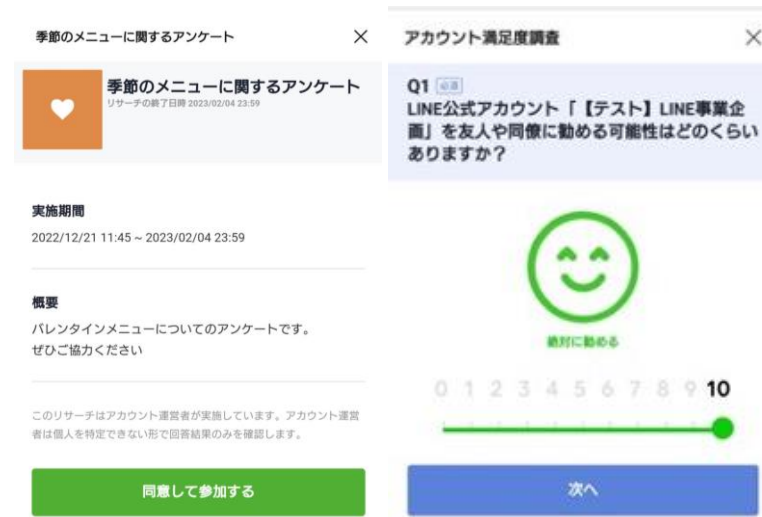 季節のメニューに関するアンケート
季節のメニューに関するアンケート
リサーチの終了日時 2023/02/04 23:59
実施期間
2022/12/21 11:45 ~ 2023/02/04 23:59
概要
バレンタインメニューについてのアンケートです。
ぜひご協力ください
このリサーチはアカウント運営者が実施しています。アカウント運営
者は個人を特定できない形で回答結果のみを確認します。
同意して参加する
アカウント満足度調査
Q1 必須
LINE公式アカウント「【テスト】LINE事業企
画」を友人や同僚に勧める可能性はどのくらい
ありますか?
絶対に勧める
0 1 2 3 4 5 6 7 8 9 10
次へ